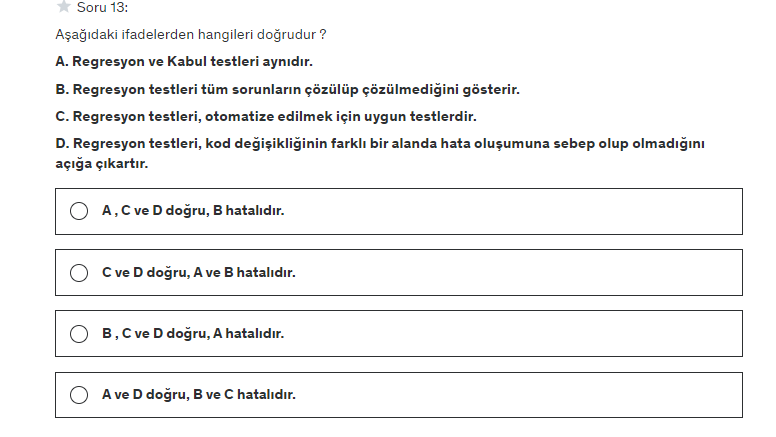 Soru 13:
Aşağıdaki ifadelerden hangileri doğrudur ?
A. Regresyon ve Kabul testleri aynıdır.
B. Regresyon testleri tüm sorunların çözülüp çözülmediğini gösterir.
C. Regresyon testleri, otomatize edilmek için uygun testlerdir.
D. Regresyon testleri, kod değişikliğinin farklı bir alanda hata oluşumuna sebep olup olmadığını
açığa çıkartır.
A , C ve D doğru, B hatalıdır.
C ve D doğru, A ve B hatalıdır.
B , C ve D doğru, A hatalıdır.
A ve D doğru, B ve C hatalıdır.